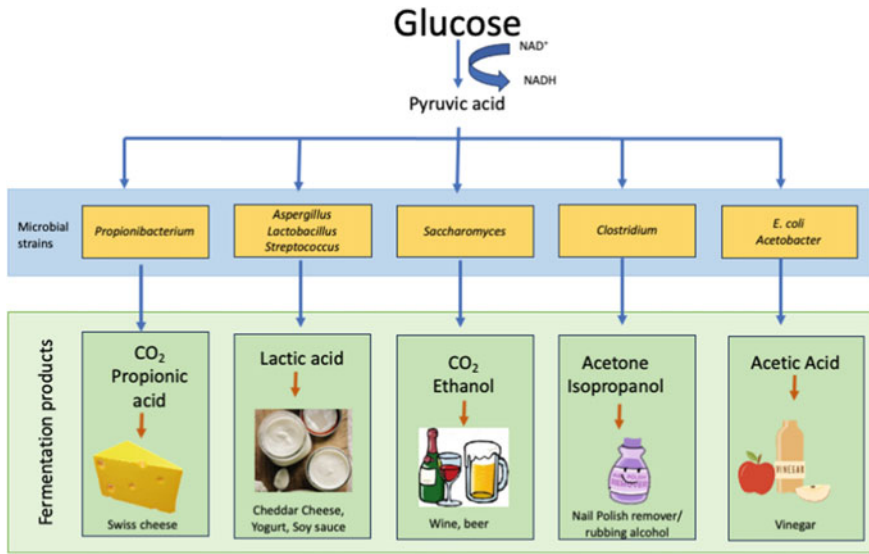 Glucose
NAD⁺
NADH
Pyruvic acid
Microbial
strains
Propionibacterium
Aspergillus
Lactobacillus
Streptococcus
Saccharomyces
Clostridium
E. coli
Acetobacter
Fermentation products
CO₂
Propionic
acid
Swiss cheese
Lactic acid
Cheddar Cheese,
Yogurt, Soy sauce
CO₂
Ethanol
Wine, beer
Acetone
Isopropanol
Nail Polish remover/
rubbing alcohol
Acetic Acid
VINEGAR
Vinegar